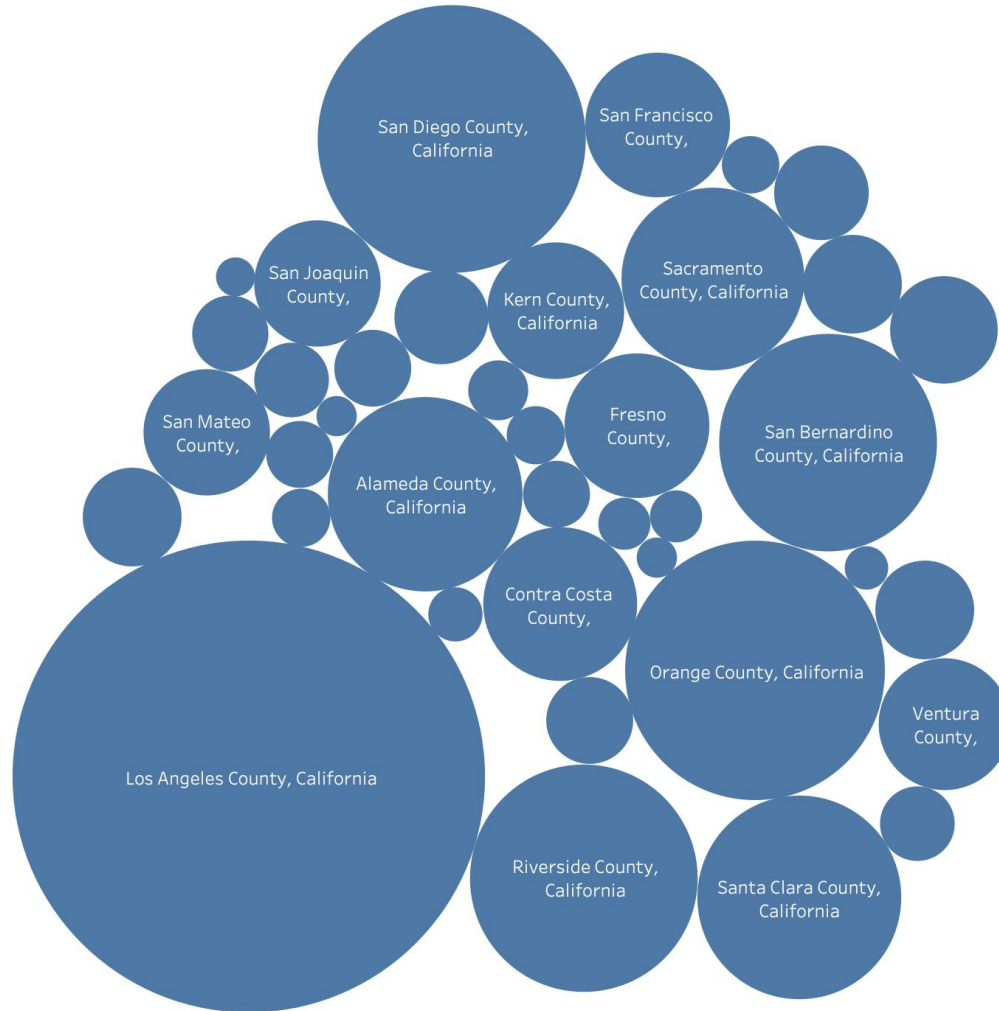 San Diego County,
California
San Francisco
County,
San Joaquin
County,
Kern County,
California
Sacramento
County, California
San Mateo
County,
Fresno
County,
San Bernardino
County, California
Alameda County,
California
Contra Costa
County,
Orange County, California
Ventura
County,
Los Angeles County, California
Riverside County,
California
Santa Clara County,
California